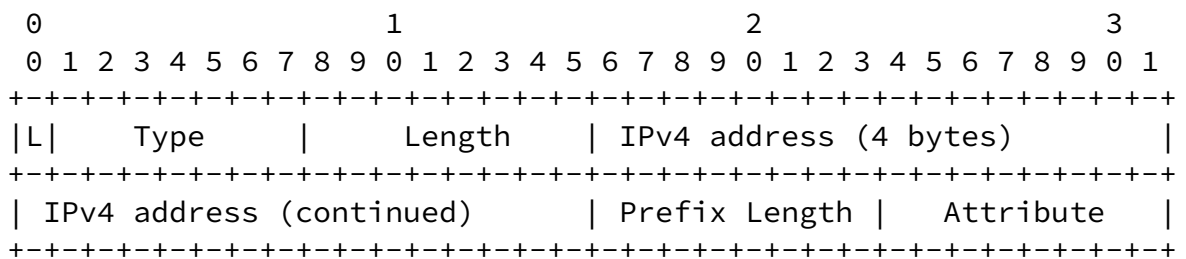 0                   1                   2                   3
 0 1 2 3 4 5 6 7 8 9 0 1 2 3 4 5 6 7 8 9 0 1 2 3 4 5 6 7 8 9 0 1
+-+-+-+-+-+-+-+-+-+-+-+-+-+-+-+-+-+-+-+-+-+-+-+-+-+-+-+-+-+-+-+-+
|L|    Type     |     Length    | IPv4 address (4 bytes)        |
+-+-+-+-+-+-+-+-+-+-+-+-+-+-+-+-+-+-+-+-+-+-+-+-+-+-+-+-+-+-+-+-+
| IPv4 address (continued)      | Prefix Length |   Attribute   |
+-+-+-+-+-+-+-+-+-+-+-+-+-+-+-+-+-+-+-+-+-+-+-+-+-+-+-+-+-+-+-+-+